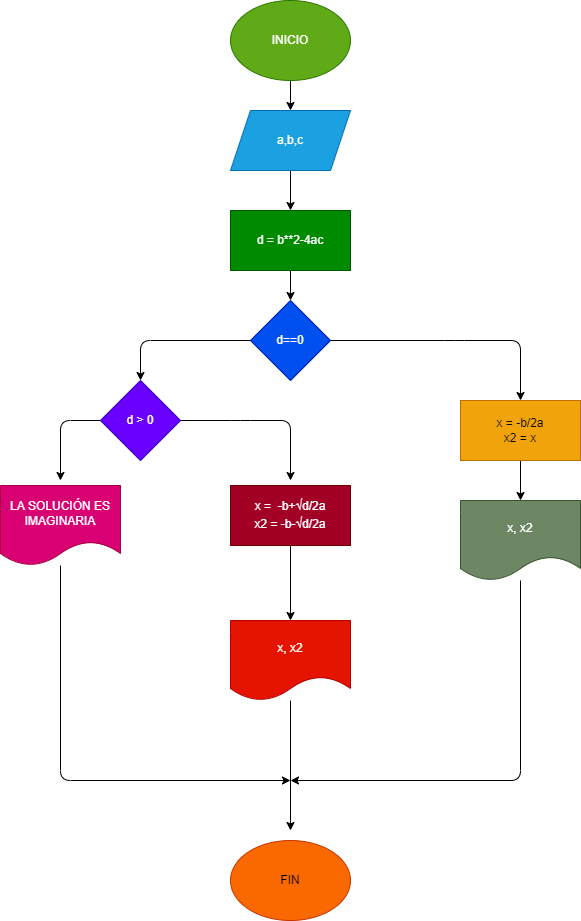 INICIO
a,b,c
d = b**2-4ac
d==0
d > 0
x = -b/2a
x2 = x
LA SOLUCIÓN ES
IMAGINARIA
x =  -b+√d/2a
x2 = -b-√d/2a
x, x2
x, x2
FIN